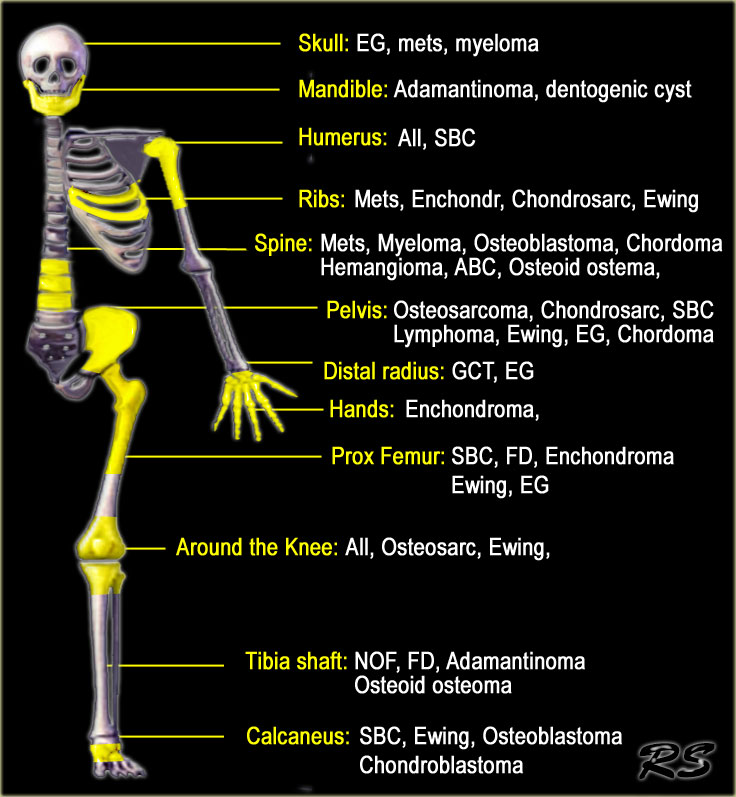 Skull: EG, mets, myeloma
Mandible: Adamantinoma, dentogenic cyst
Humerus: All, SBC
Ribs: Mets, Enchondr, Chondrosarc, Ewing
Spine: Mets, Myeloma, Osteoblastoma, Chordoma
Hemangioma, ABC, Osteoid ostema,
Pelvis: Osteosarcoma, Chondrosarc, SBC
Lymphoma, Ewing, EG, Chordoma
Distal radius: GCT, EG
Hands: Enchondroma,
Prox Femur: SBC, FD, Enchondroma
Ewing, EG
Around the Knee: All, Osteosarc, Ewing,
Tibia shaft: NOF, FD, Adamantinoma
Osteoid osteoma
Calcaneus: SBC, Ewing, Osteoblastoma
Chondroblastoma
RS